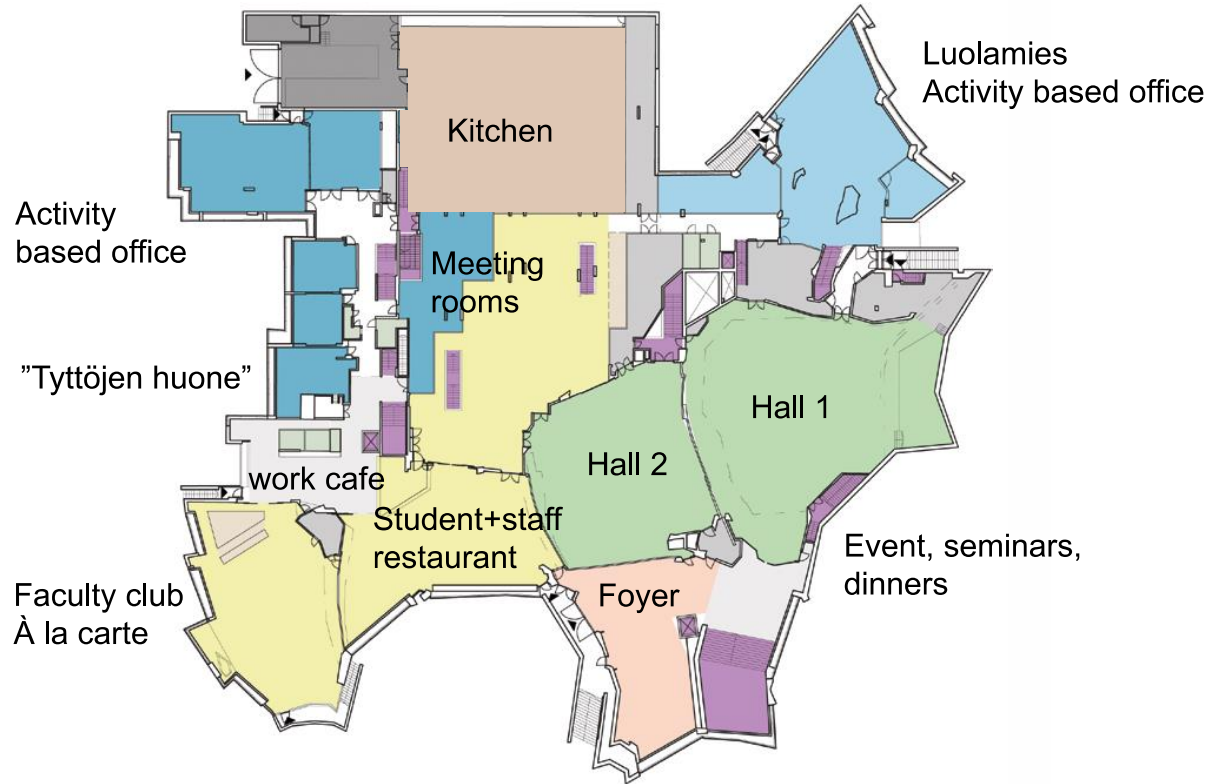 Luolamies
Activity based office
Kitchen
Activity
based office
Meeting
rooms
”Tyttöjen huone”
Hall 1
Hall 2
work cafe
Student+staff
restaurant
Event, seminars,
dinners
Faculty club
À la carte
Foyer